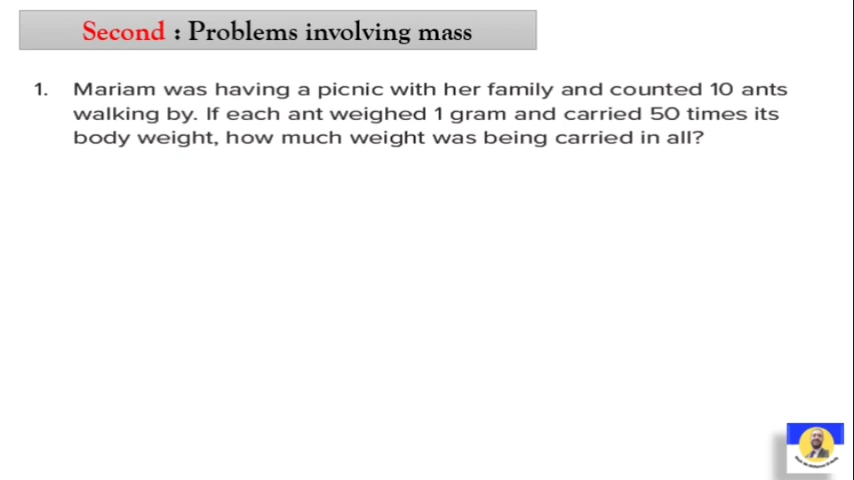 Second : Problems involving mass
1. Mariam was having a picnic with her family and counted 10 ants
walking by. If each ant weighed 1 gram and carried 50 times its
body weight, how much weight was being carried in all?